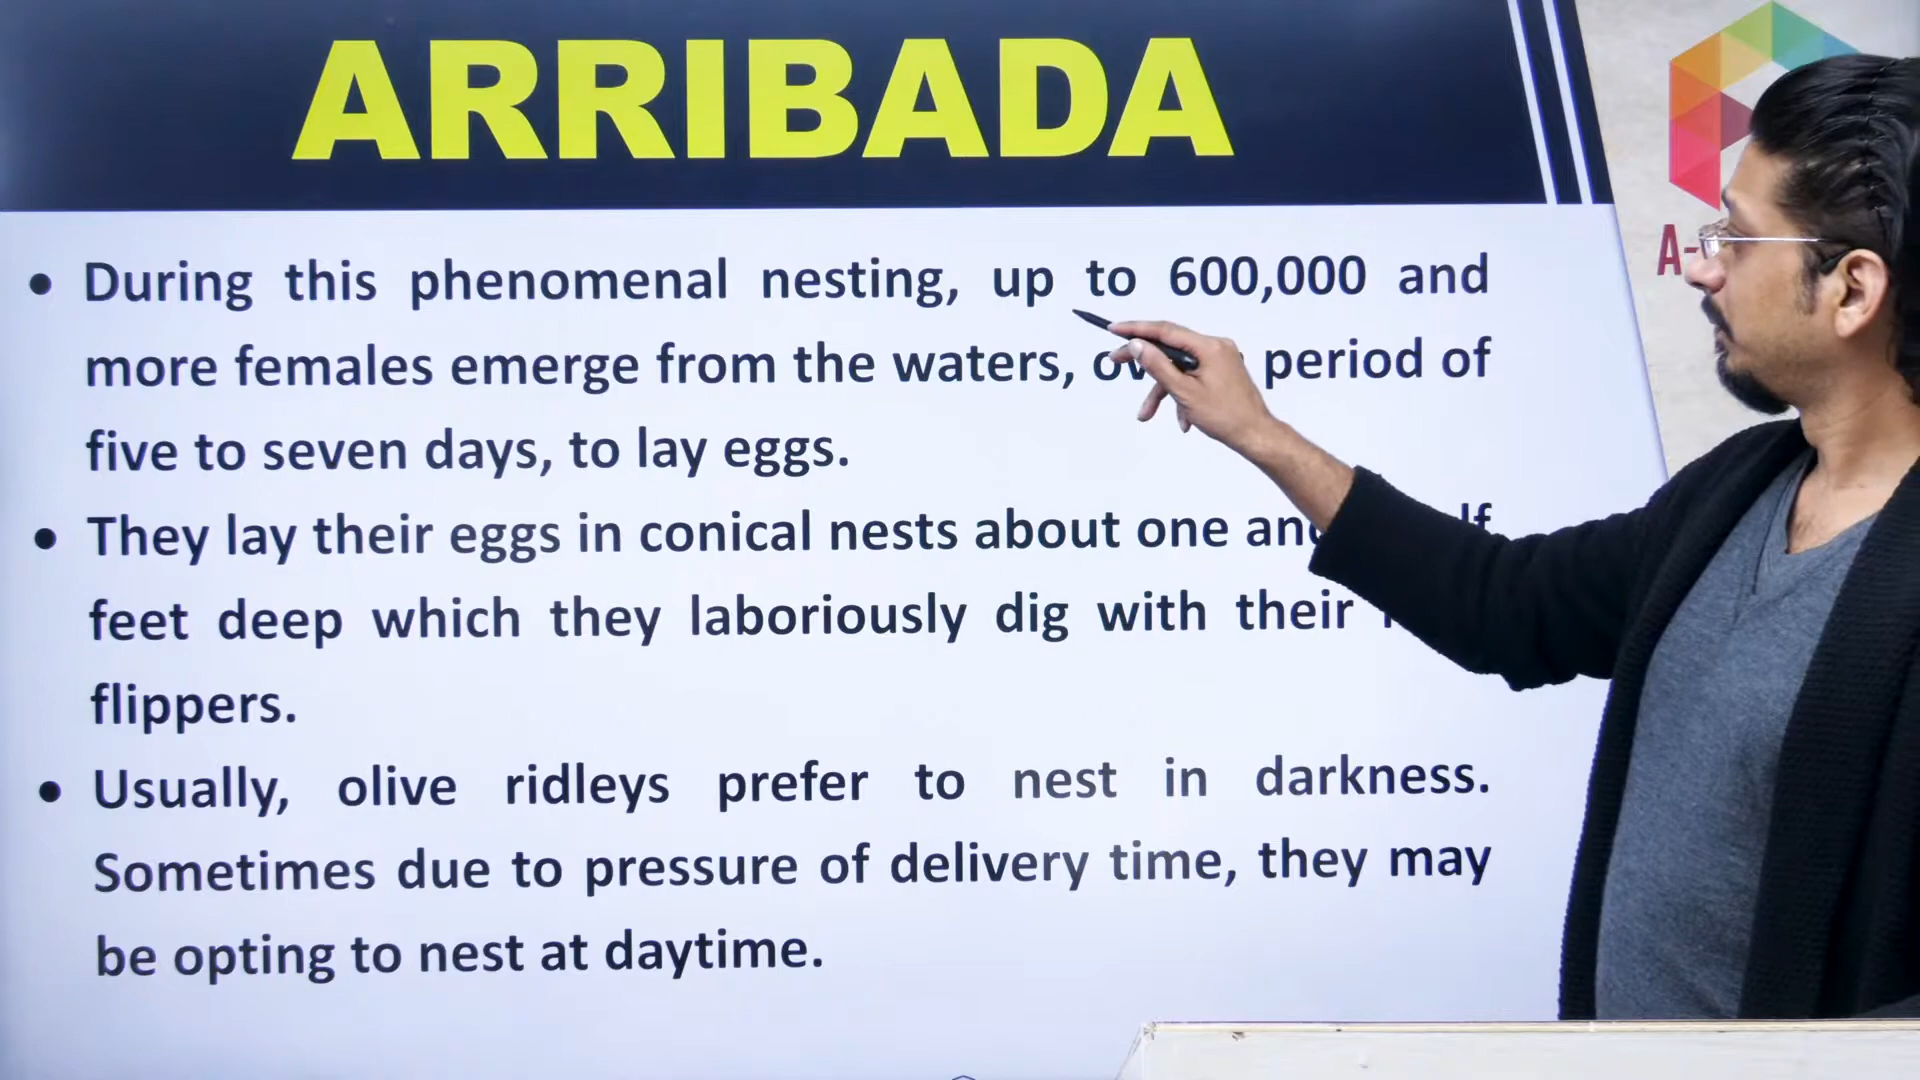 ARRIBADA
• During this phenomenal nesting, up to 600,000 and
more females emerge from the waters, period of
five to seven days, to lay eggs.
• They lay their eggs in conical nests about one
feet deep which they laboriously dig with their
flippers.
• Usually, olive ridleys prefer to nest in darkness.
Sometimes due to pressure of delivery time, they may
be opting to nest at daytime.